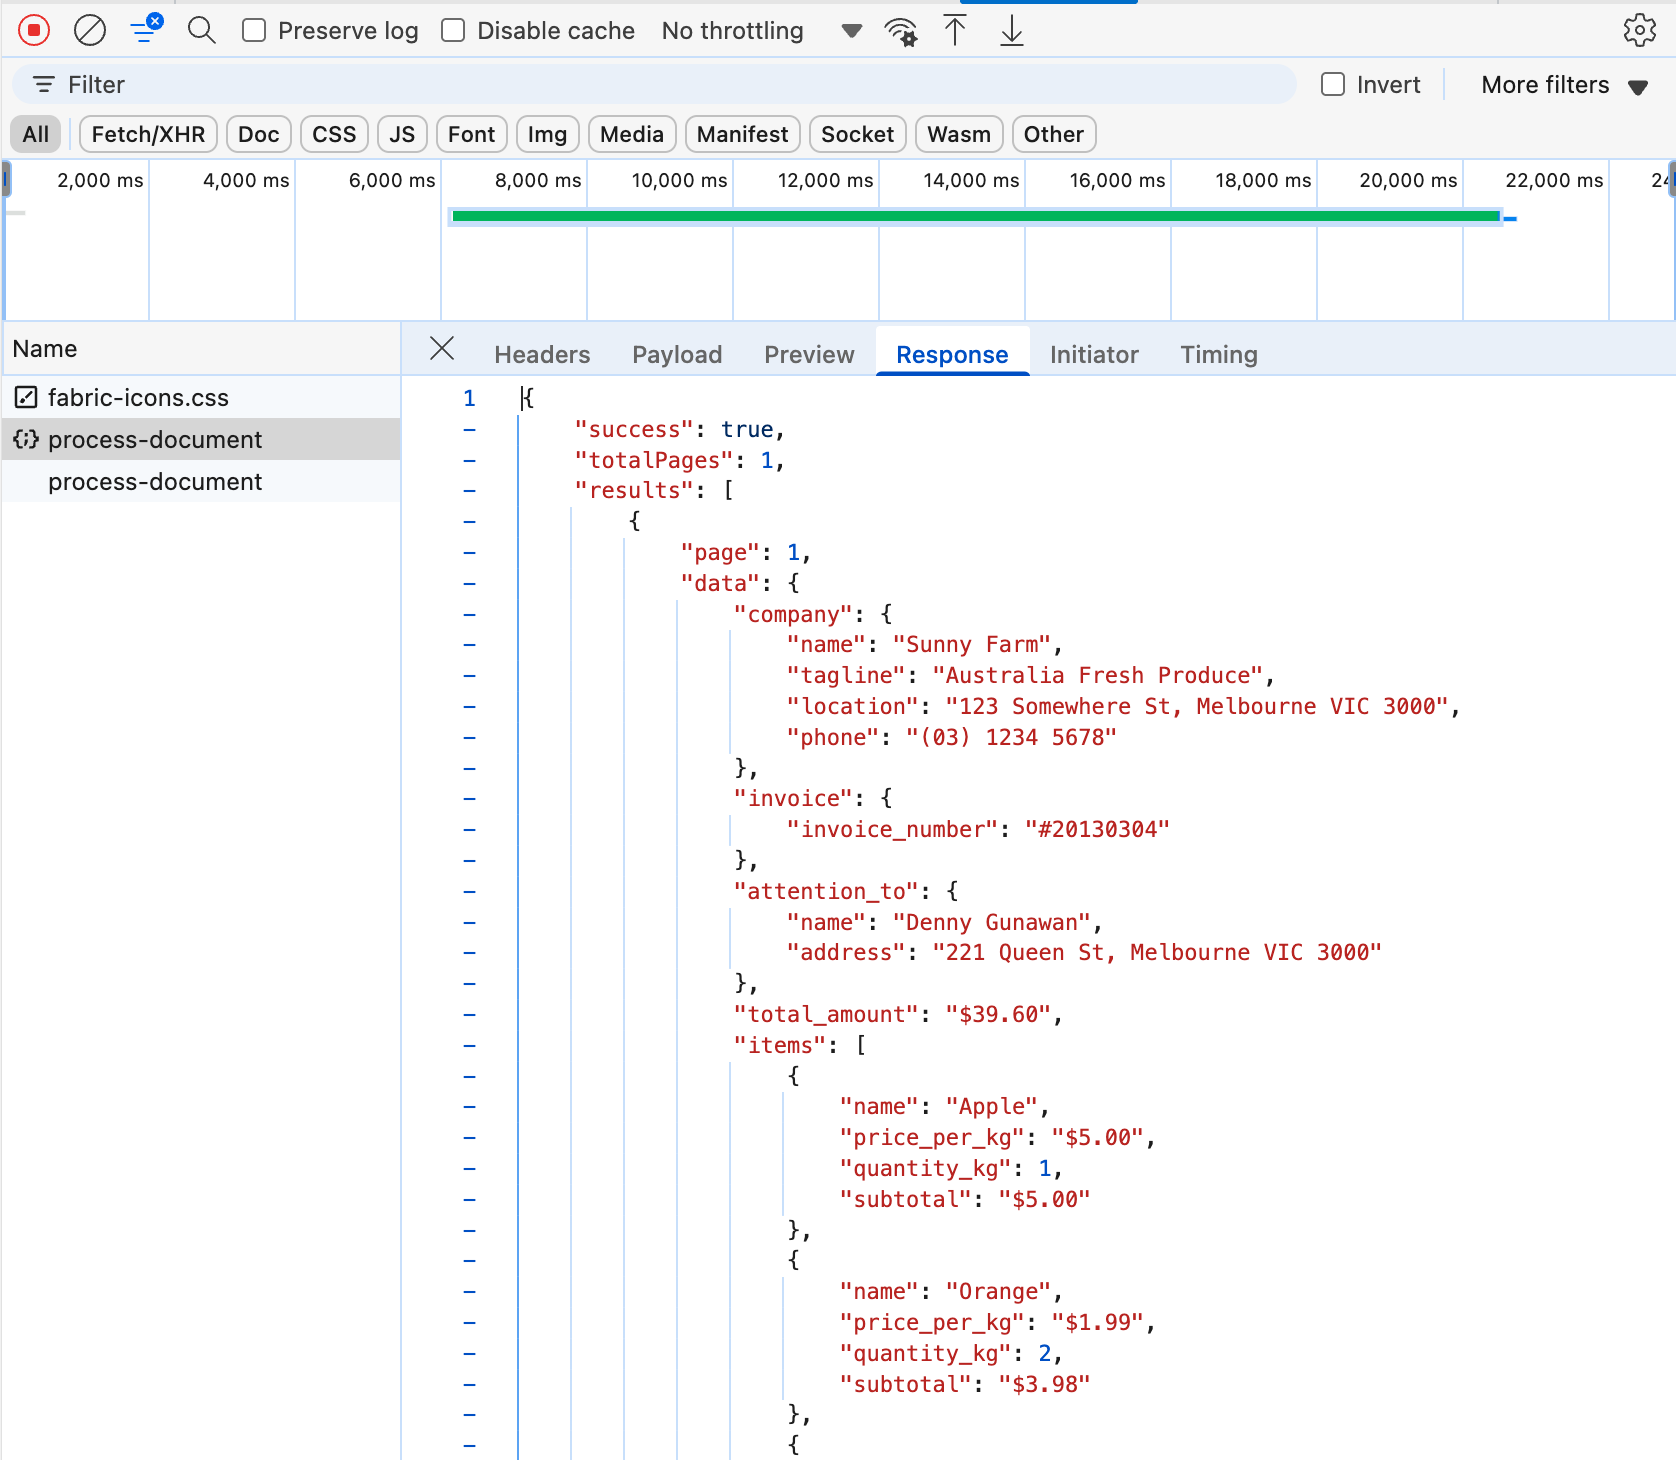 Preserve log Disable cache No throttling
Filter Invert More filters
All Fetch/XHR Doc CSS JS Font Img Media Manifest Socket Wasm Other
2,000 ms 4,000 ms 6,000 ms 8,000 ms 10,000 ms 12,000 ms 14,000 ms 16,000 ms 18,000 ms 20,000 ms 22,000 ms
Name
fabric-icons.css
process-document
process-document
Headers Payload Preview Response Initiator Timing
1 {
"success": true,
"totalPages": 1,
"results": [
{
"page": 1,
"data": {
"company": {
"name": "Sunny Farm",
"tagline": "Australia Fresh Produce",
"location": "123 Somewhere St, Melbourne VIC 3000",
"phone": "(03) 1234 5678"
},
"invoice": {
"invoice_number": "#20130304"
},
"attention_to": {
"name": "Denny Gunawan",
"address": "221 Queen St, Melbourne VIC 3000"
},
"total_amount": "$39.60",
"items": [
{
"name": "Apple",
"price_per_kg": "$5.00",
"quantity_kg": 1,
"subtotal": "$5.00"
},
{
"name": "Orange",
"price_per_kg": "$1.99",
"quantity_kg": 2,
"subtotal": "$3.98"
},
{